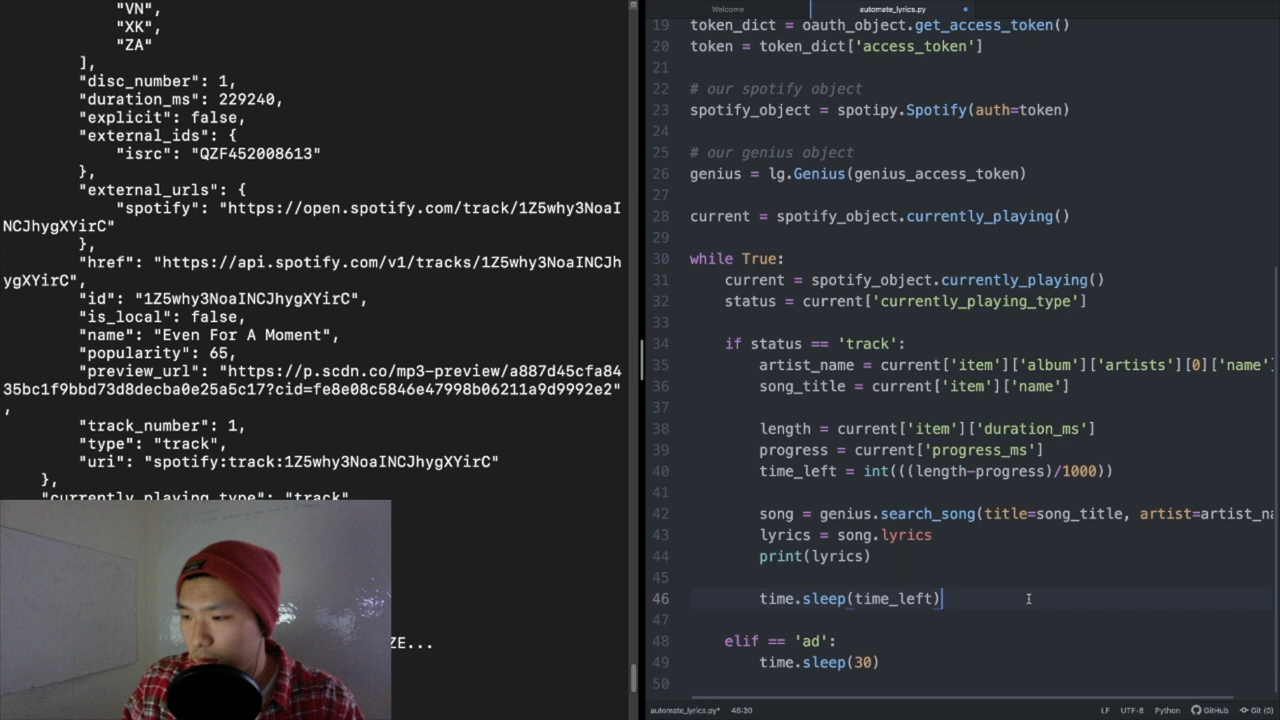 "VN",
"XK",
"ZA"
],
"disc_number": 1,
"duration_ms": 229240,
"explicit": false,
"external_ids": {
"isrc": "QZF452008613"
},
"external_urls": {
"spotify": "https://open.spotify.com/track/1Z5why3NoaI
NCJhygXYirC"
},
"href": "https://api.spotify.com/v1/tracks/1Z5why3NoaINCJh
ygXYirC",
"id": "1Z5why3NoaINCJhygXYirC",
"is_local": false,
"name": "Even For A Moment",
"popularity": 65,
"preview_url": "https://p.scdn.co/mp3-preview/a887d45cfa84
35bc1f9bbd73d8decba0e25a5c17?cid=fe8e08c5846e47998b06211a9d9992e2"
,
"track_number": 1,
"type": "track",
"uri": "spotify:track:1Z5why3NoaINCJhygXYirC"
},
"currently_playing_type": "track"
ZE...
Welcome
automate_lyrics.py
19 token_dict = oauth_object.get_access_token()
20 token = token_dict['access_token']
21
22 # our spotify object
23 spotify_object = spotipy.Spotify(auth=token)
24
25 # our genius object
26 genius = lg.Genius(genius_access_token)
27
28 current = spotify_object.currently_playing()
29
30 while True:
31 current = spotify_object.currently_playing()
32 status = current['currently_playing_type']
33
34 if status == 'track':
35 artist_name = current['item']['album']['artists'][0]['name']
36 song_title = current['item']['name']
37
38 length = current['item']['duration_ms']
39 progress = current['progress_ms']
40 time_left = int(((length-progress)/1000))
41
42 song = genius.search_song(title=song_title, artist=artist_na
43 lyrics = song.lyrics
44 print(lyrics)
45
46 time.sleep(time_left)
47
48 elif == 'ad':
49 time.sleep(30)
50
automate_lyrics.py* 46:30 LF UTF-8 Python GitHub Git (0)